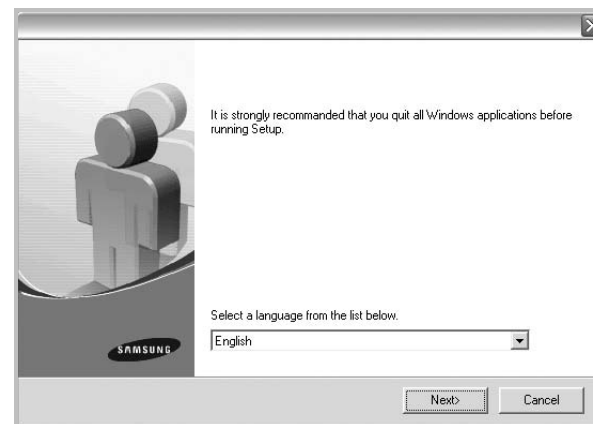 It is strongly recommanded that you quit all Windows applications before
running Setup.
Select a language from the list below.
English
SAMSUNG
Next>
Cancel